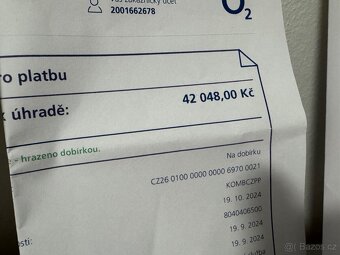 Váš zákaznický účet
2001662678
O2
ro platbu
k úhradě: 42 048,00 Kč
- hrazeno dobírkou.
Na dobírku
CZ26 0100 0000 0000 6970 0021
KOMBCZPP
19. 10. 2024
8040406500
19. 9. 2024
nosti: 19. 9. 2024
Bazos.cz